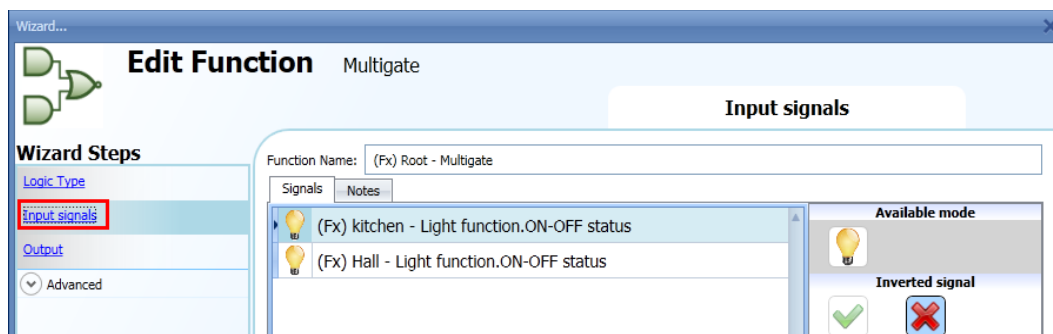 Wizard...
Edit Function Multigate
Input signals
Wizard Steps
Logic Type
Input signals
Output
Advanced
Function Name: (Fx) Root - Multigate
Signals Notes
(Fx) kitchen - Light function.ON-OFF status
(Fx) Hall - Light function.ON-OFF status
Available mode
Inverted signal